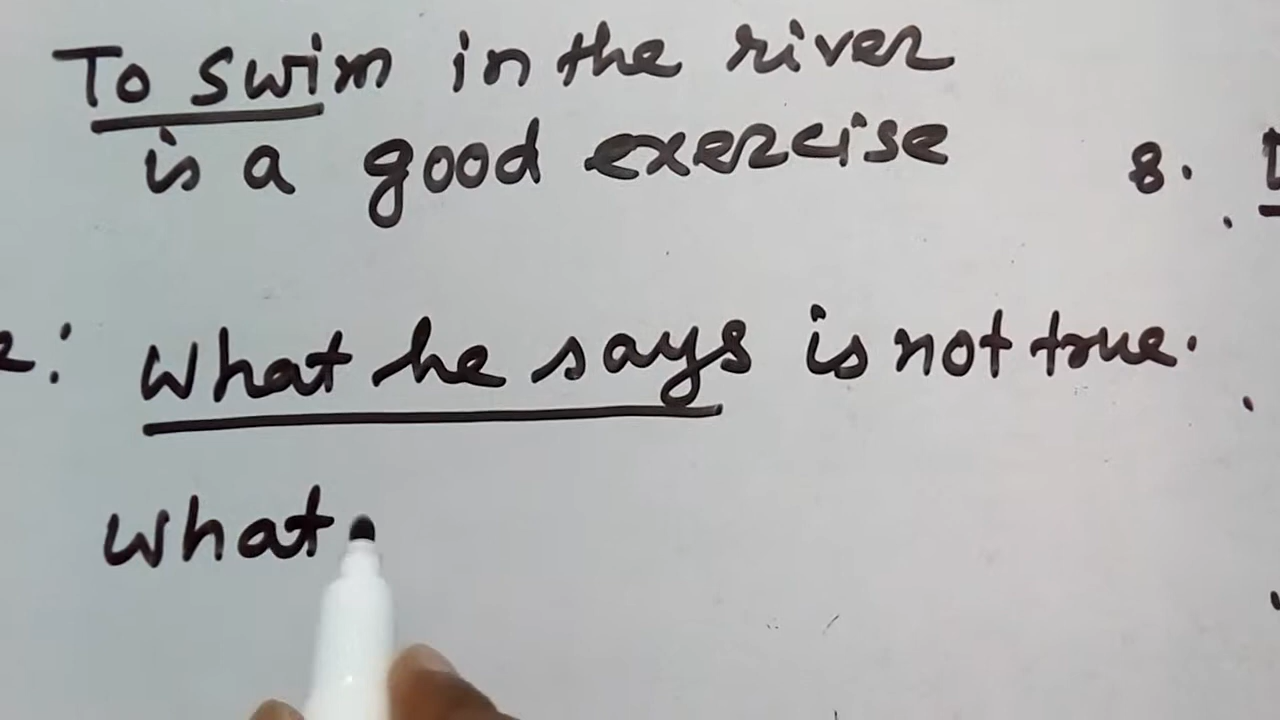 To swim in the river
is a good exercise
8.
What he says is not true.
What